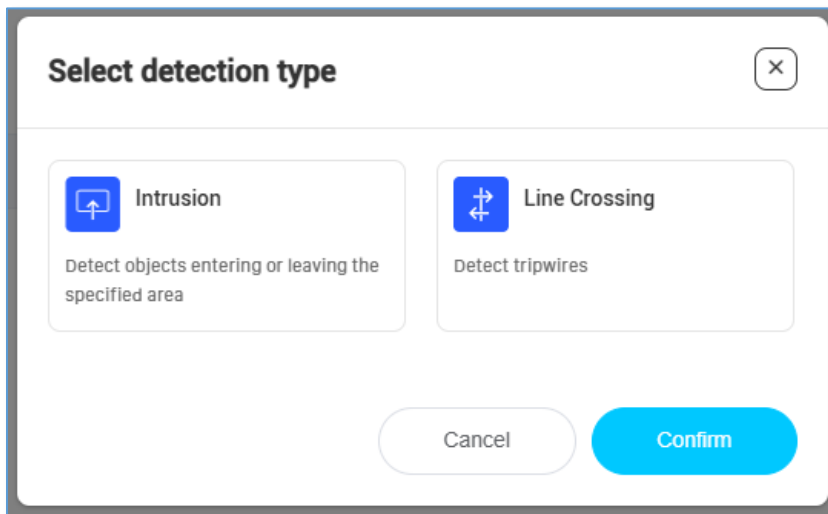 Select detection type
Intrusion
Detect objects entering or leaving the
specified area
Line Crossing
Detect tripwires
Cancel
Confirm